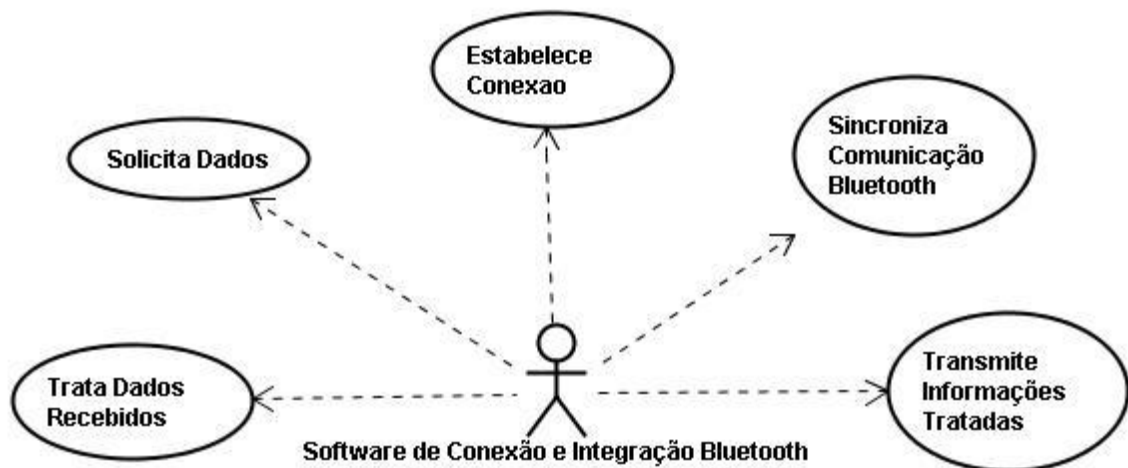 Estabelece
Conexao
Sincroniza
Comunicação
Bluetooth
Solicita Dados
Trata Dados
Recebidos
Transmite
Informações
Tratadas
Software de Conexão e Integração Bluetooth